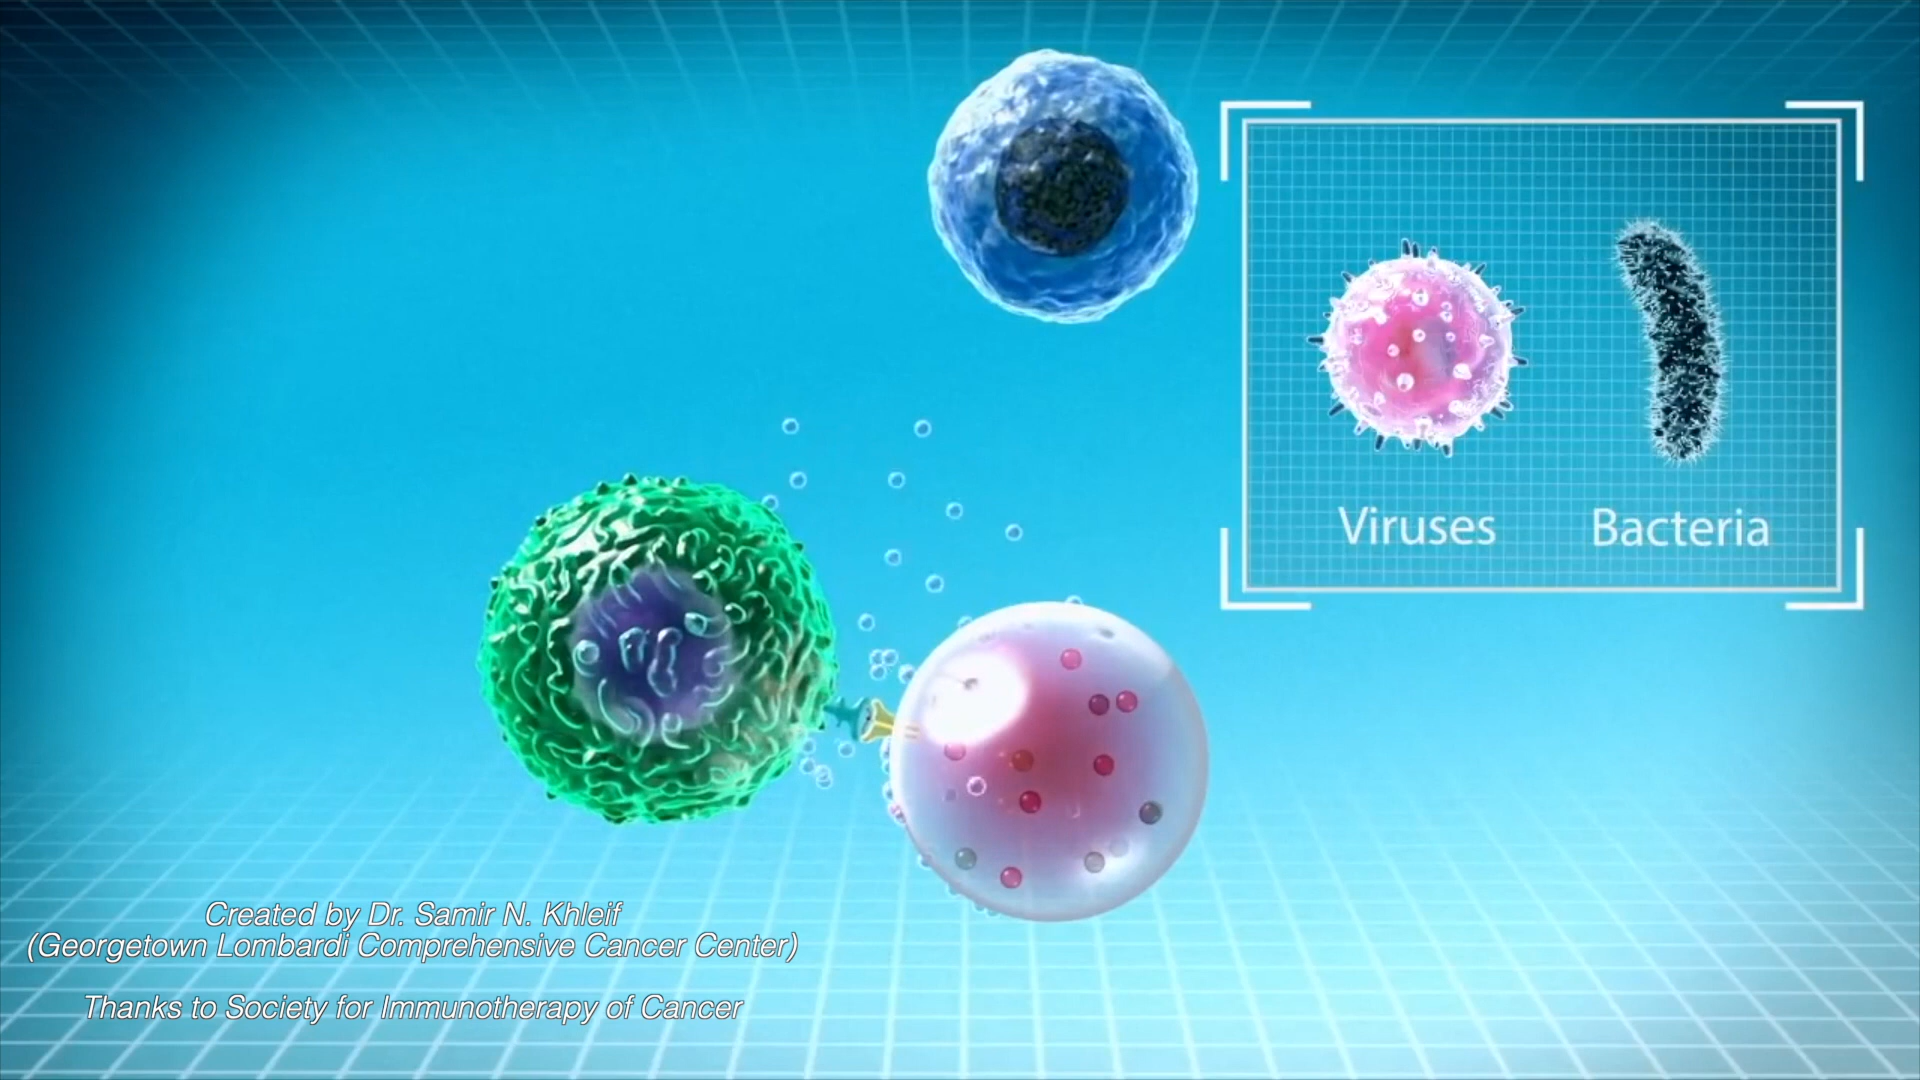 Viruses
Bacteria
Created by Dr. Samir N. Khleif
(Georgetown Lombardi Comprehensive Cancer Center)
Thanks to Society for Immunotherapy of Cancer